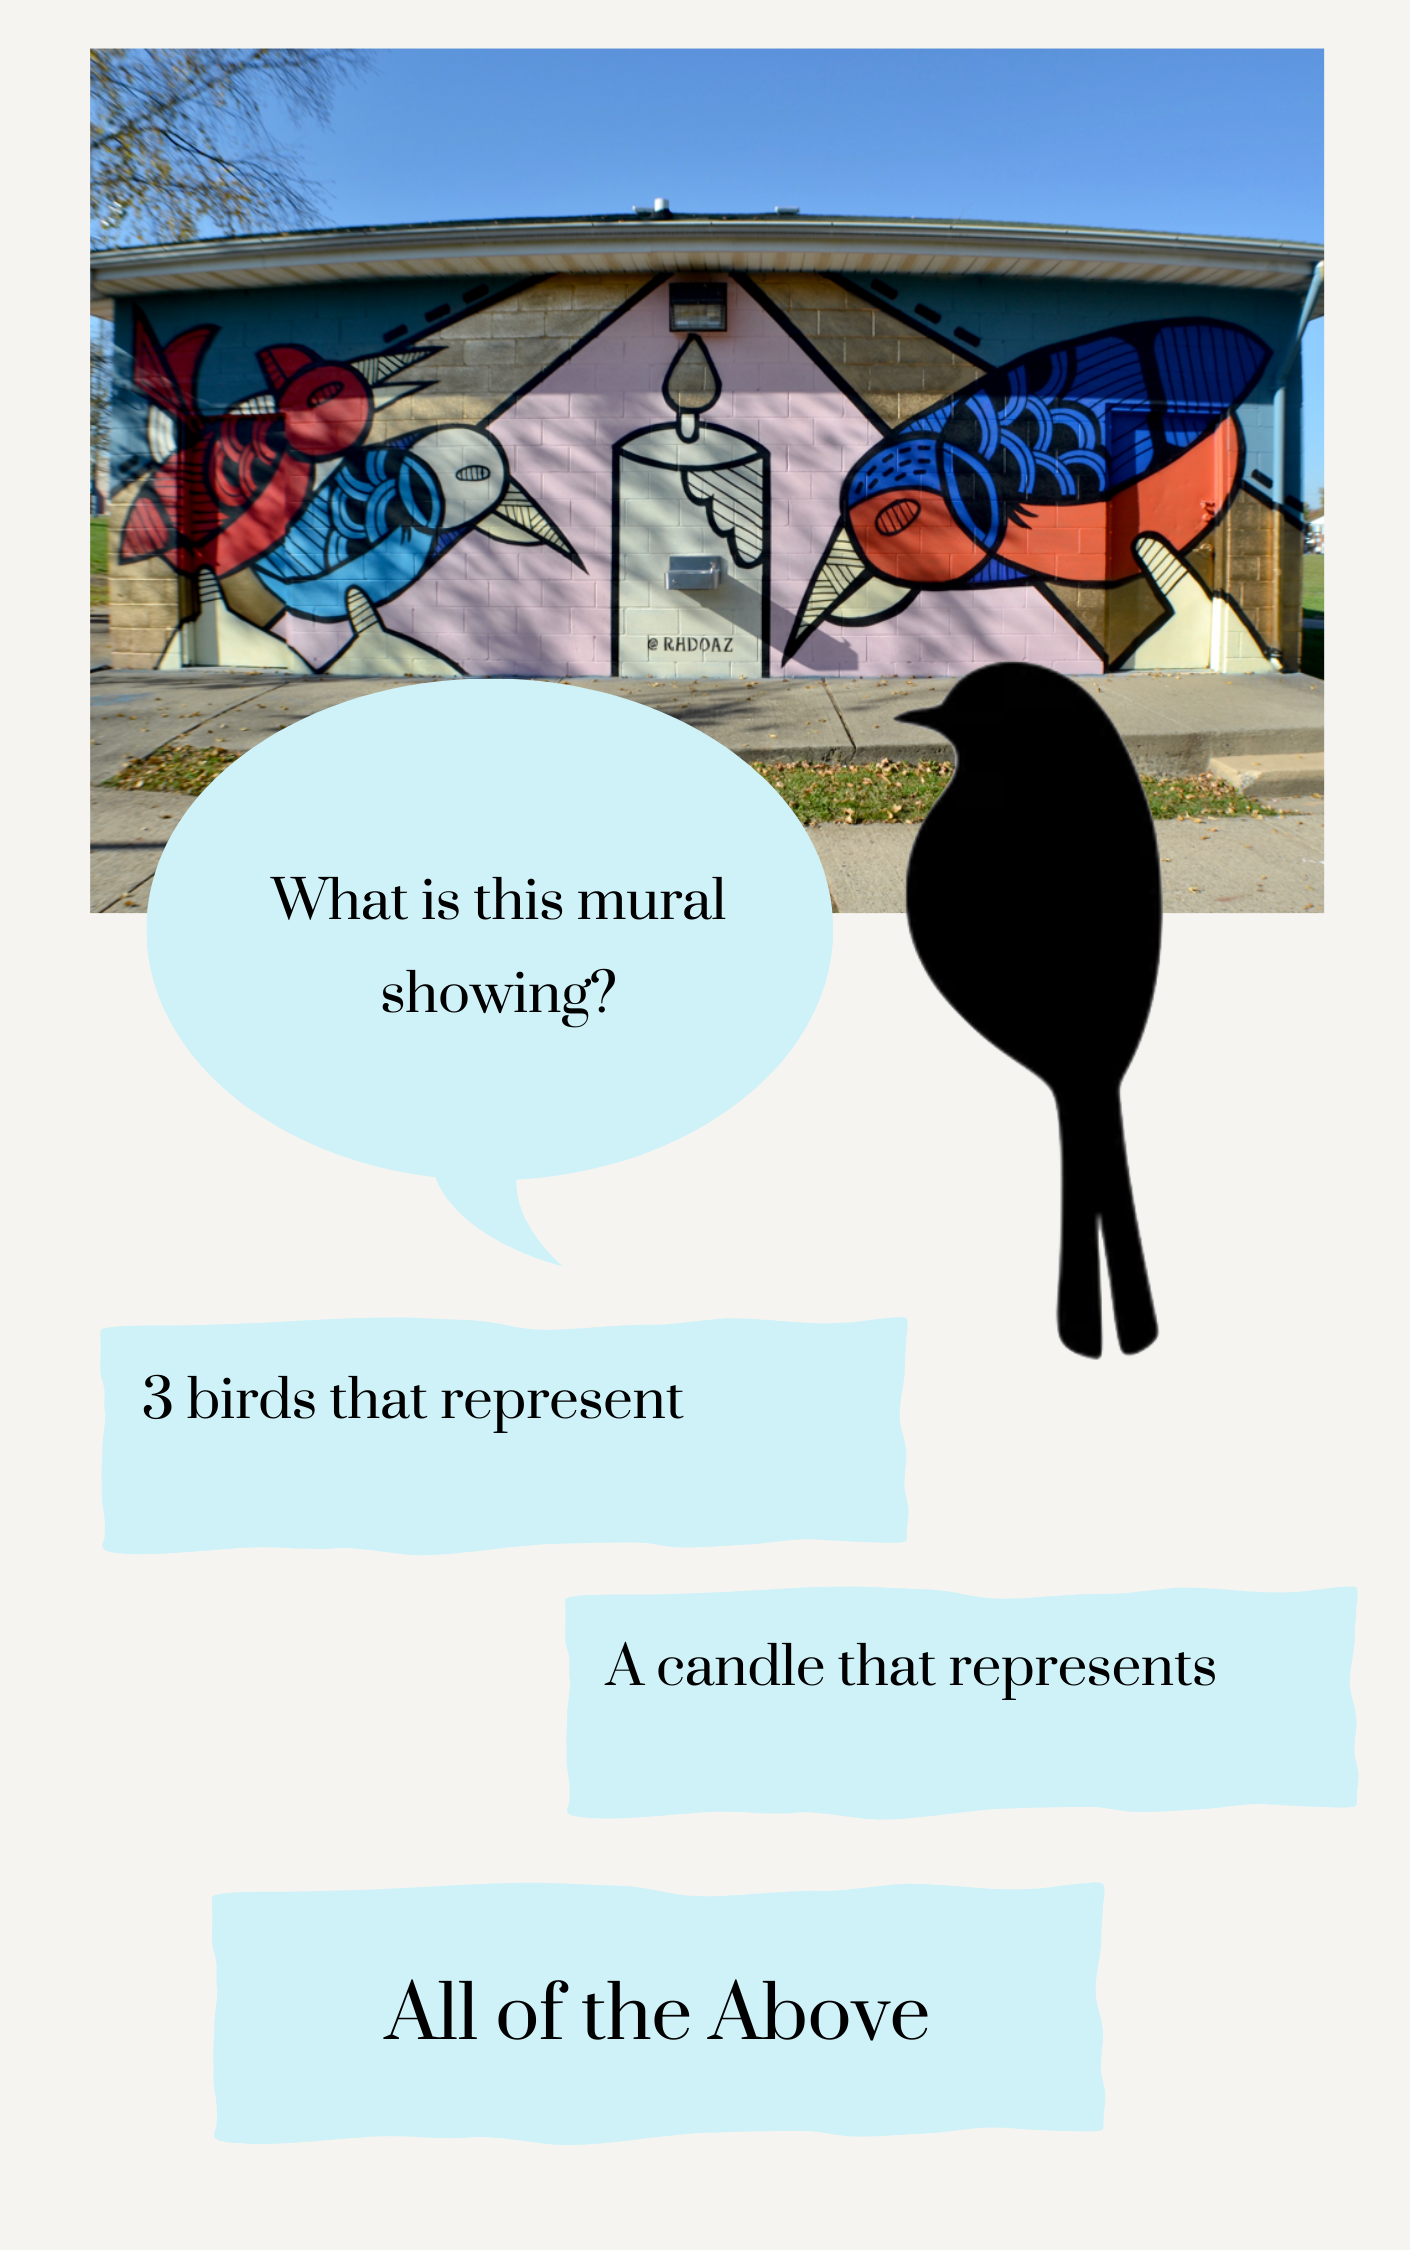 @RHDOAZ
What is this mural
showing?
3 birds that represent
A candle that represents
All of the Above